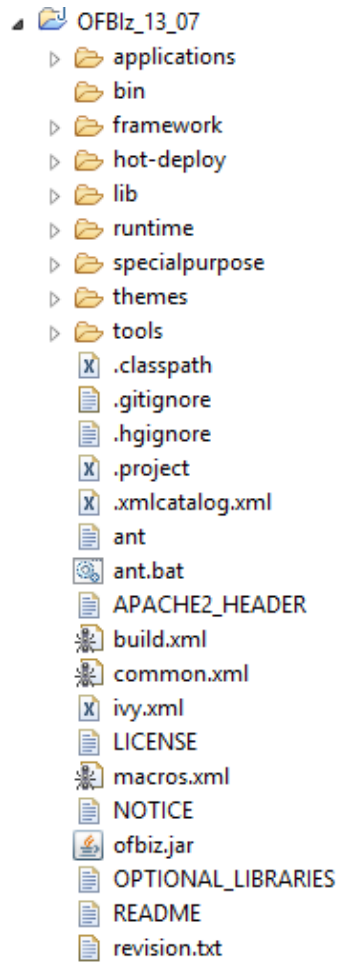 OFBIz_13_07
applications
bin
framework
hot-deploy
lib
runtime
specialpurpose
themes
tools
.classpath
.gitignore
.hgignore
.project
.xmlcatalog.xml
ant
ant.bat
APACHE2_HEADER
build.xml
common.xml
ivy.xml
LICENSE
macros.xml
NOTICE
ofbiz.jar
OPTIONAL_LIBRARIES
README
revision.txt